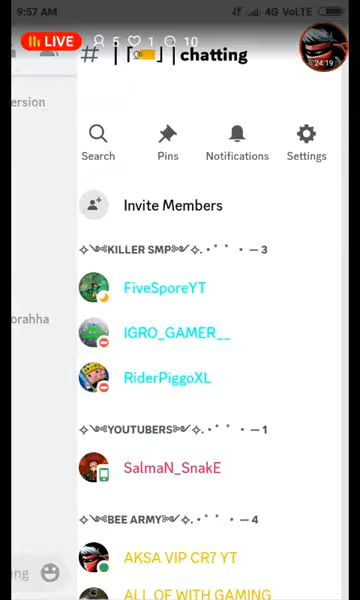 9:57 AM 4G VoLTE
LIVE 5 1 10
# | 「 」 | chatting
24:19
ersion
Search Pins Notifications Settings
Invite Members
✧༺༻KILLER SMP༺༻✧.・゜゜・ — 3
FiveSporeYT
orahha
IGRO_GAMER__
RiderPiggoXL
✧༺༻YOUTUBERS༺༻✧.・゜゜・ — 1
SalmaN_SnakE
✧༺༻BEE ARMY༺༻✧.・゜゜・ — 4
AKSA VIP CR7 YT
ng
ALL OF WITH GAMING